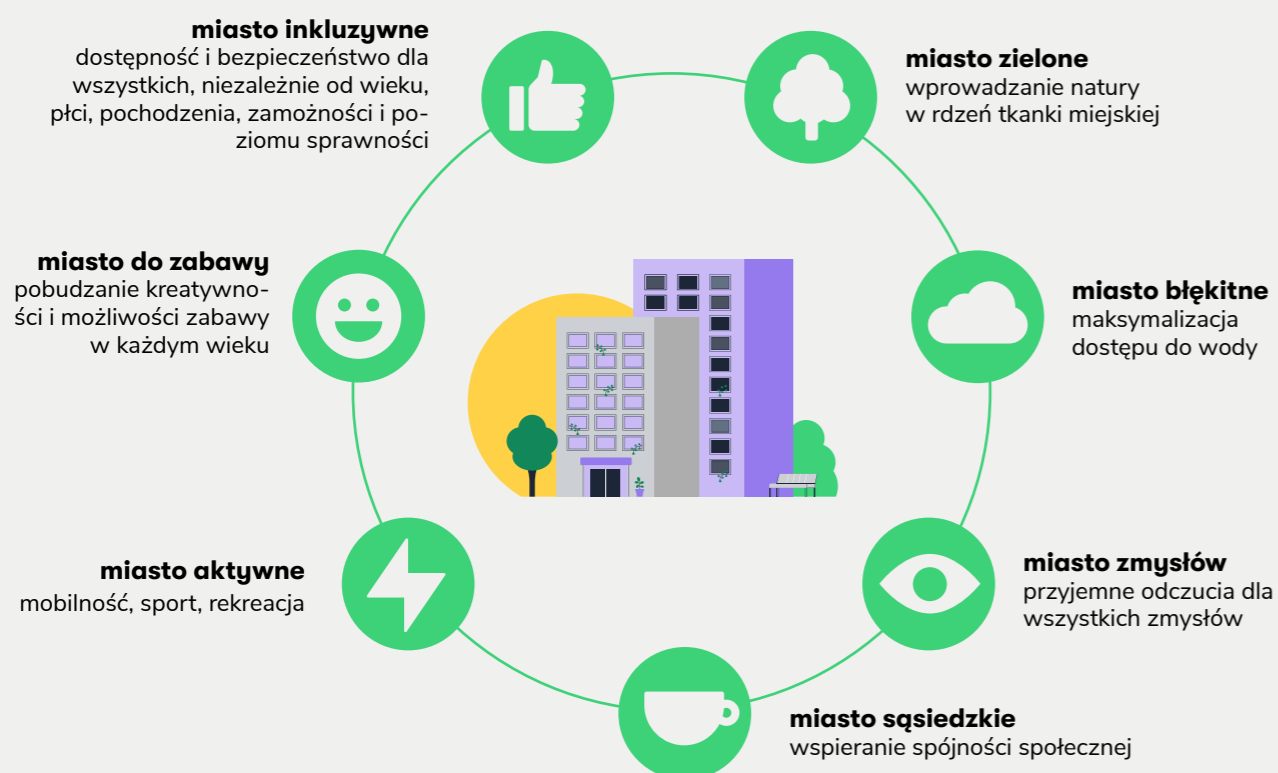 miasto inkluzywne
dostępność i bezpieczeństwo dla
wszystkich, niezależnie od wieku,
płci, pochodzenia, zamożności i po-
ziomu sprawności
miasto zielone
wprowadzanie natury
w rdzeń tkanki miejskiej
miasto do zabawy
pobudzanie kreatywno-
ści i możliwości zabawy
w każdym wieku
miasto błękitne
maksymalizacja
dostępu do wody
miasto aktywne
mobilność, sport, rekreacja
miasto zmysłów
przyjemne odczucia dla
wszystkich zmysłów
miasto sąsiedzkie
wspieranie spójności społecznej